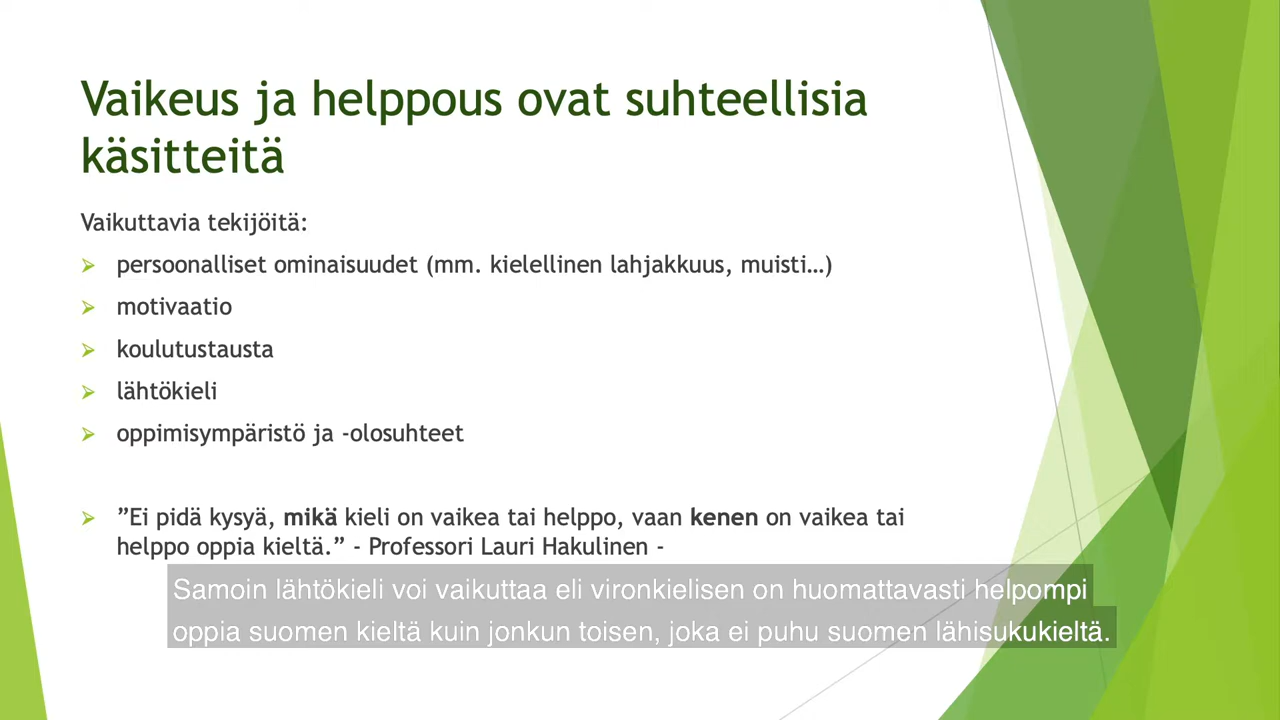 Vaikeus ja helppous ovat suhteellisia
käsitteitä
Vaikuttavia tekijöitä:
persoonalliset ominaisuudet (mm. kielellinen lahjakkuus, muisti…)
motivaatio
koulutustausta
lähtökieli
oppimisympäristö ja -olosuhteet
”Ei pidä kysyä, mikä kieli on vaikea tai helppo, vaan kenen on vaikea tai
helppo oppia kieltä.” - Professori Lauri Hakulinen -
Samoin lähtökieli voi vaikuttaa eli vironkielisen on huomattavasti helpompi
oppia suomen kieltä kuin jonkun toisen, joka ei puhu suomen lähisukukieltä.